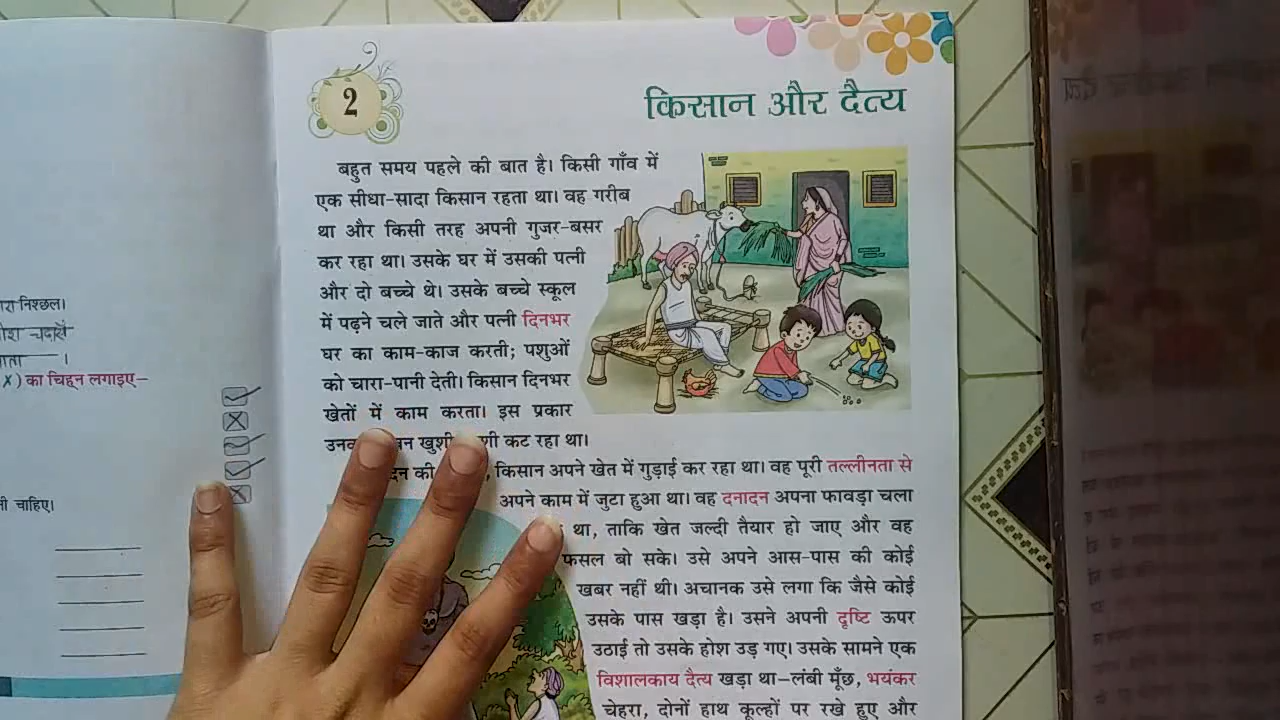 2
किसान और दैत्य
बहुत समय पहले की बात है। किसी गाँव में
एक सीधा-सादा किसान रहता था। वह गरीब
था और किसी तरह अपनी गुजर-बसर
कर रहा था। उसके घर में उसकी पत्नी
और दो बच्चे थे। उसके बच्चे स्कूल
में पढ़ने चले जाते और पत्नी दिनभर
घर का काम-काज करती; पशुओं
को चारा-पानी देती। किसान दिनभर
खेतों में काम करता। इस प्रकार
खुशी कट रहा था।
की किसान अपने खेत में गुड़ाई कर रहा था। वह पूरी तल्लीनता से
अपने काम में जुटा हुआ था। वह दनादन अपना फावड़ा चला
था, ताकि खेत जल्दी तैयार हो जाए और वह
फसल बो सके। उसे अपने आस-पास की कोई
खबर नहीं थी। अचानक उसे लगा कि जैसे कोई
उसके पास खड़ा है। उसने अपनी दृष्टि ऊपर
उठाई तो उसके होश उड़ गए। उसके सामने एक
विशालकाय दैत्य खड़ा था–लंबी मूँछ, भयंकर
चेहरा, दोनों हाथ कूल्हों पर रखे हुए और
निश्छल।
✗) का चिह्न लगाइए–
चाहिए।